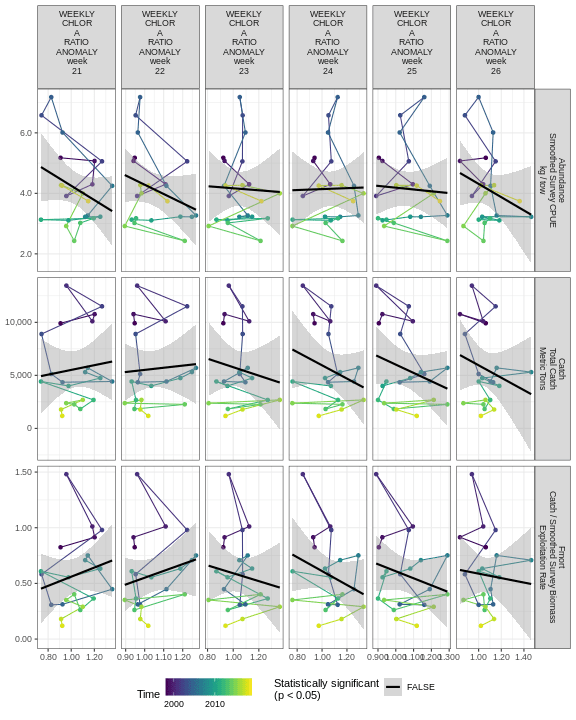 WEEKLY WEEKLY WEEKLY WEEKLY WEEKLY WEEKLY
CHLOR CHLOR CHLOR CHLOR CHLOR CHLOR
A A A A A A
RATIO RATIO RATIO RATIO RATIO RATIO
ANOMALY ANOMALY ANOMALY ANOMALY ANOMALY ANOMALY
week week week week week week
21 22 23 24 25 26
6.0
4.0
2.0
Abundance
Smoothed Survey CPUE
kg / tow
10,000
5,000
0
Catch
Total Catch
Metric Tons
1.50
1.00
0.50
0.00
Fmort
Catch / Smoothed Survey Biomass
Exploitation Rate
0.80 1.00 1.20 0.90 1.00 1.10 1.20 0.80 1.00 1.20 0.80 1.00 1.20 0.90 1.00 1.10 1.20 1.30 1.00 1.20 1.40
Time
2000 2010
Statistically significant
(p < 0.05)
FALSE